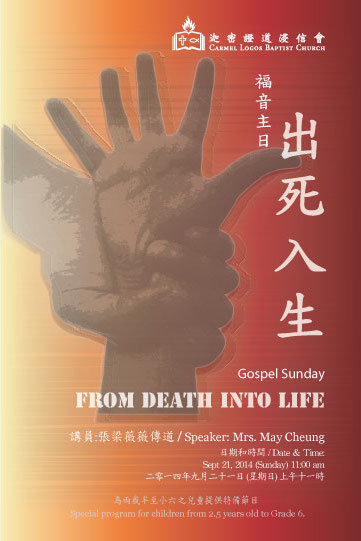 迦密證道浸信會
CARMEL LOGOS BAPTIST CHURCH
福音主日
出死入生
Gospel Sunday
FROM DEATH INTO LIFE
講員:張梁薇薇傳道 / Speaker: Mrs. May Cheung
日期和時間 / Date & Time:
Sept 21, 2014 (Sunday) 11:00 am
二零一四年九月二十一日 (星期日) 上午十一時
為兩歲半至小六之兒童提供特備節目
Special program for children from 2.5 years old to Grade 6.